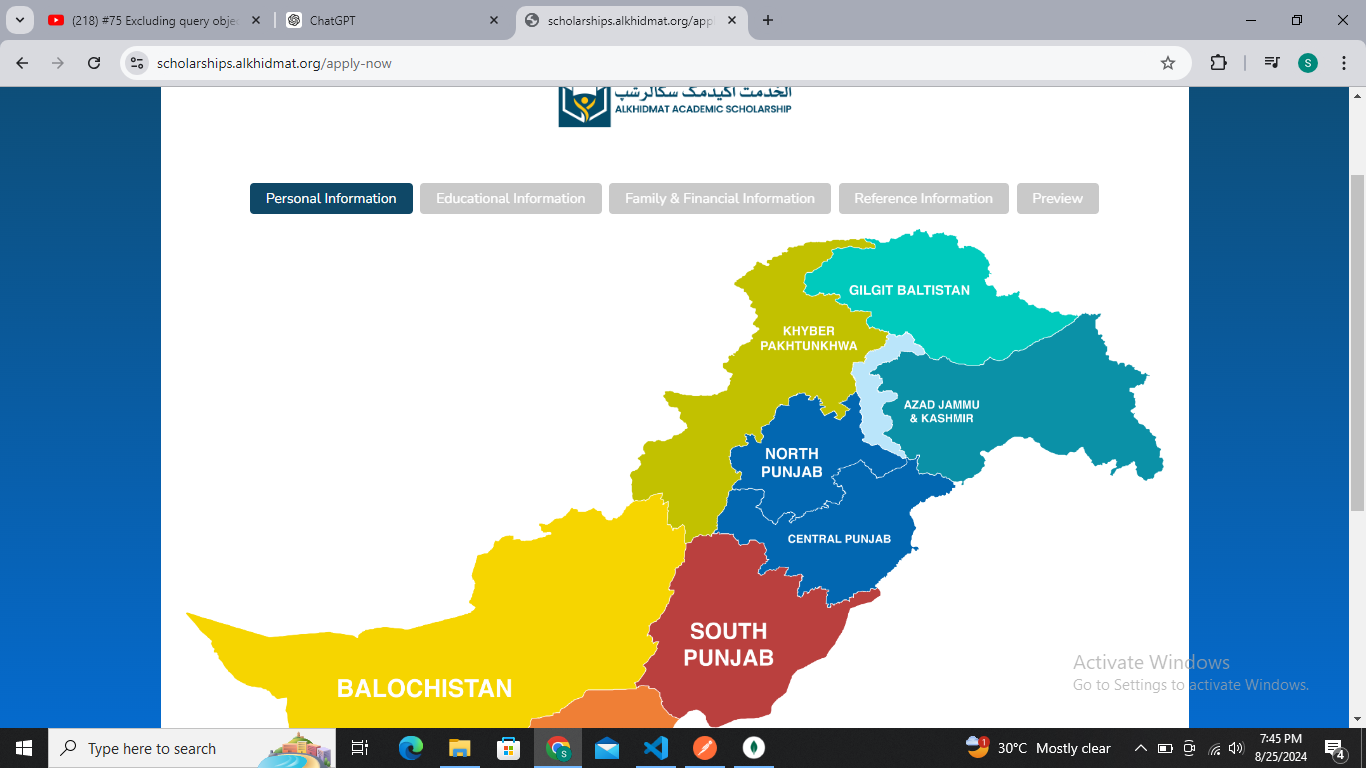 (218) #75 Excluding query obje
ChatGPT
scholarships.alkhidmat.org/appl
scholarships.alkhidmat.org/apply-now
S
الخدمت اکیڈمک سکالرشپ
ALKHIDMAT ACADEMIC SCHOLARSHIP
Personal Information
Educational Information
Family & Financial Information
Reference Information
Preview
GILGIT BALTISTAN
KHYBER
PAKHTUNKHWA
AZAD JAMMU
& KASHMIR
NORTH
PUNJAB
CENTRAL PUNJAB
SOUTH
PUNJAB
BALOCHISTAN
Activate Windows
Go to Settings to activate Windows.
Type here to search
1
30°C Mostly clear
7:45 PM
8/25/2024
4